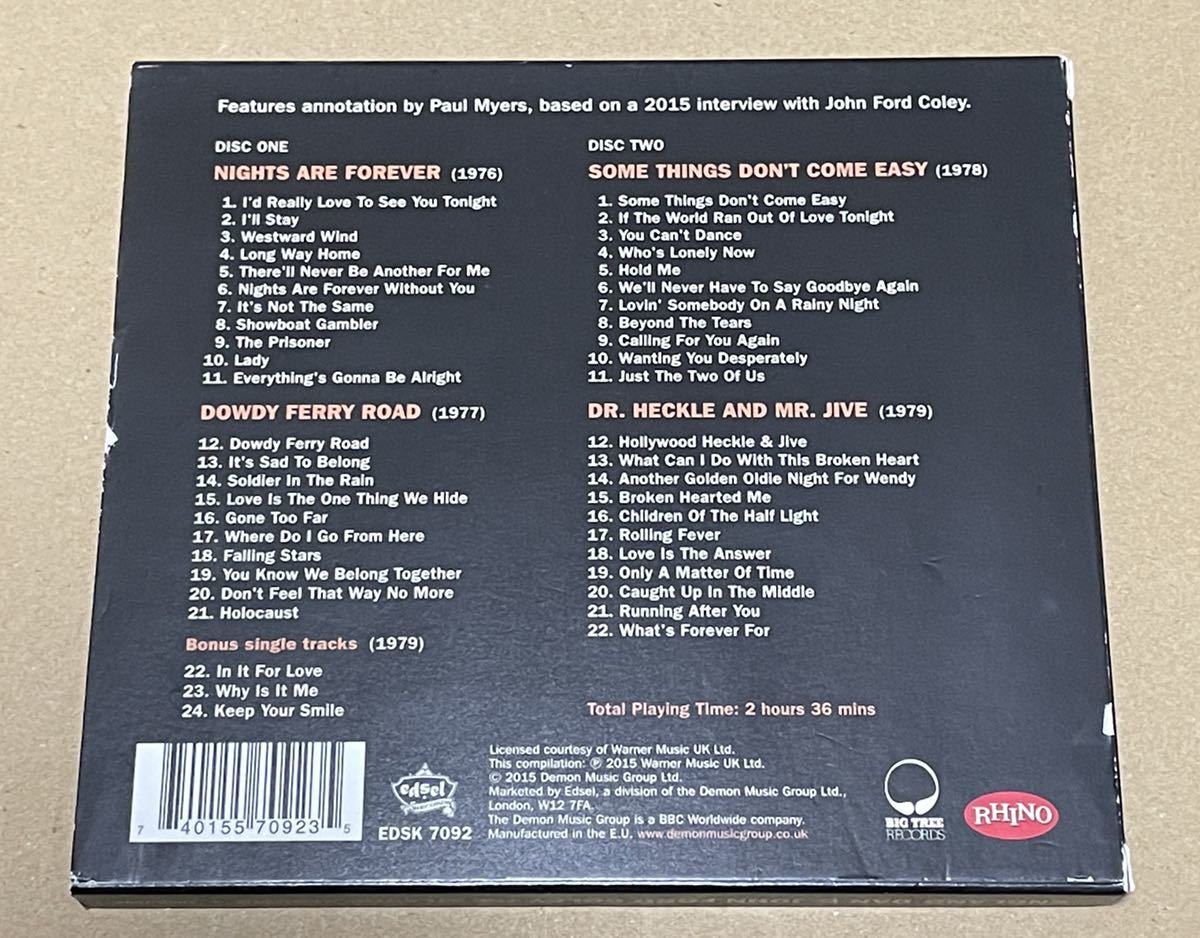 Features annotation by Paul Myers, based on a 2015 interview with John Ford Coley.
DISC ONE
NIGHTS ARE FOREVER (1976)
1. I'd Really Love To See You Tonight
2. I'll Stay
3. Westward Wind
4. Long Way Home
5. There'll Never Be Another For Me
6. Nights Are Forever Without You
7. It's Not The Same
8. Showboat Gambler
9. The Prisoner
10. Lady
11. Everything's Gonna Be Alright
DOWDY FERRY ROAD (1977)
12. Dowdy Ferry Road
13. It's Sad To Belong
14. Soldier In The Rain
15. Love Is The One Thing We Hide
16. Gone Too Far
17. Where Do I Go From Here
18. Falling Stars
19. You Know We Belong Together
20. Don't Feel That Way No More
21. Holocaust
Bonus single tracks (1979)
22. In It For Love
23. Why Is It Me
24. Keep Your Smile
DISC TWO
SOME THINGS DON'T COME EASY (1978)
1. Some Things Don't Come Easy
2. If The World Ran Out Of Love Tonight
3. You Can't Dance
4. Who's Lonely Now
5. Hold Me
6. We'll Never Have To Say Goodbye Again
7. Lovin' Somebody On A Rainy Night
8. Beyond The Tears
9. Calling For You Again
10. Wanting You Desperately
11. Just The Two Of Us
DR. HECKLE AND MR. JIVE (1979)
12. Hollywood Heckle & Jive
13. What Can I Do With This Broken Heart
14. Another Golden Oldie Night For Wendy
15. Broken Hearted Me
16. Children Of The Half Light
17. Rolling Fever
18. Love Is The Answer
19. Only A Matter Of Time
20. Caught Up In The Middle
21. Running After You
22. What's Forever For
Total Playing Time: 2 hours 36 mins
7 40155 70923 5
edsel
EDSK 7092
Licensed courtesy of Warner Music UK Ltd.
This compilation: ℗ 2015 Warner Music UK Ltd.
© 2015 Demon Music Group Ltd.
Marketed by Edsel, a division of the Demon Music Group Ltd.,
London, W12 7FA.
The Demon Music Group is a BBC Worldwide company.
Manufactured in the E.U. www.demonmusicgroup.co.uk
BIG TREE
RECORDS
RHINO